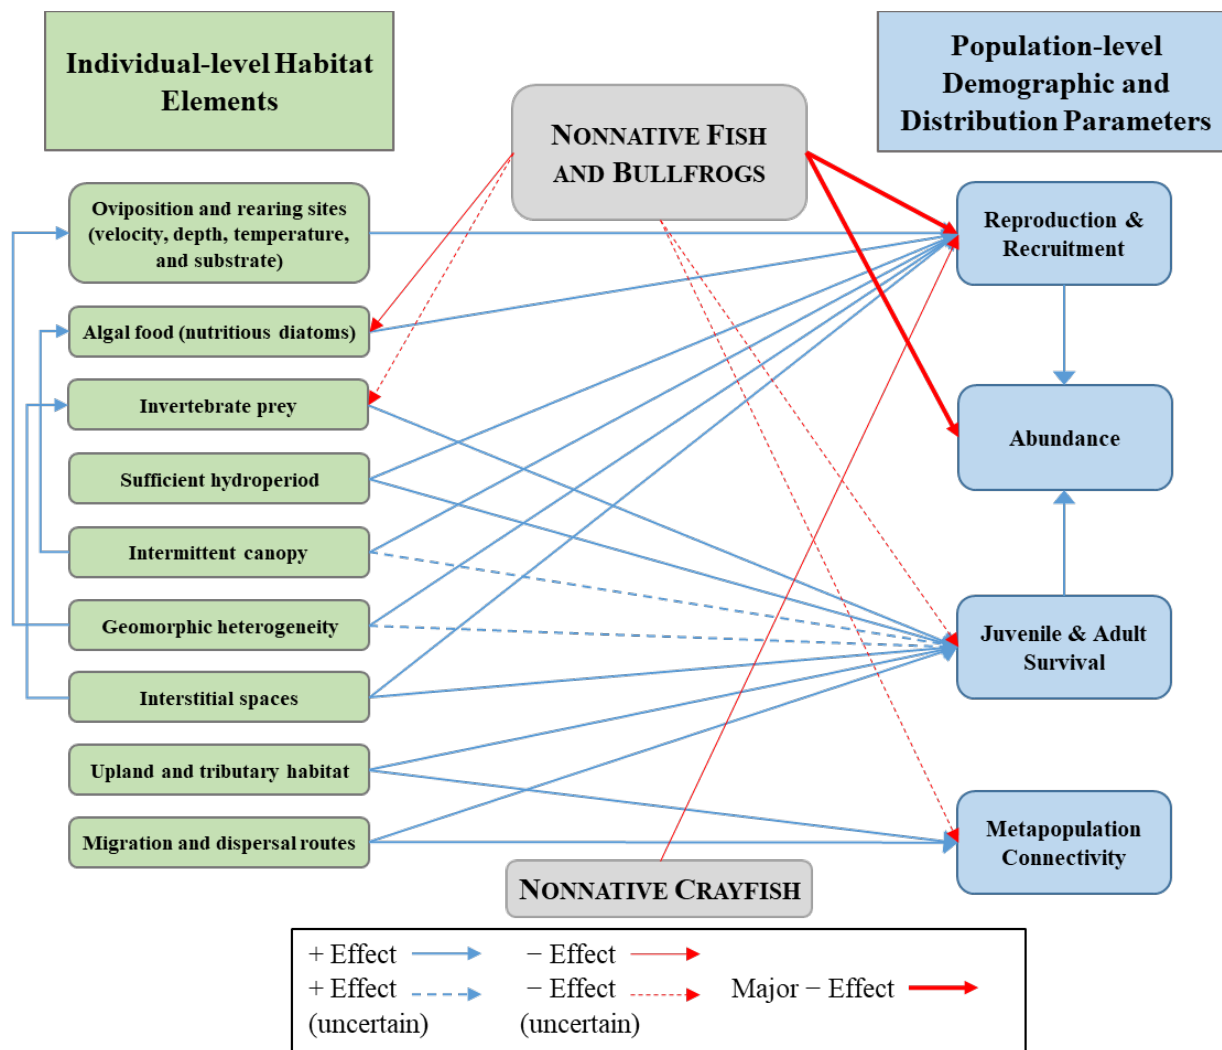 Individual-level Habitat
Elements
NONNATIVE FISH
AND BULLFROGS
Population-level
Demographic and
Distribution Parameters
Oviposition and rearing sites
(velocity, depth, temperature,
and substrate)
Algal food (nutritious diatoms)
Invertebrate prey
Sufficient hydroperiod
Intermittent canopy
Geomorphic heterogeneity
Interstitial spaces
Upland and tributary habitat
Migration and dispersal routes
Reproduction &
Recruitment
Abundance
Juvenile & Adult
Survival
Metapopulation
Connectivity
NONNATIVE CRAYFISH
+ Effect
+ Effect
(uncertain)
− Effect
− Effect
(uncertain)
Major − Effect